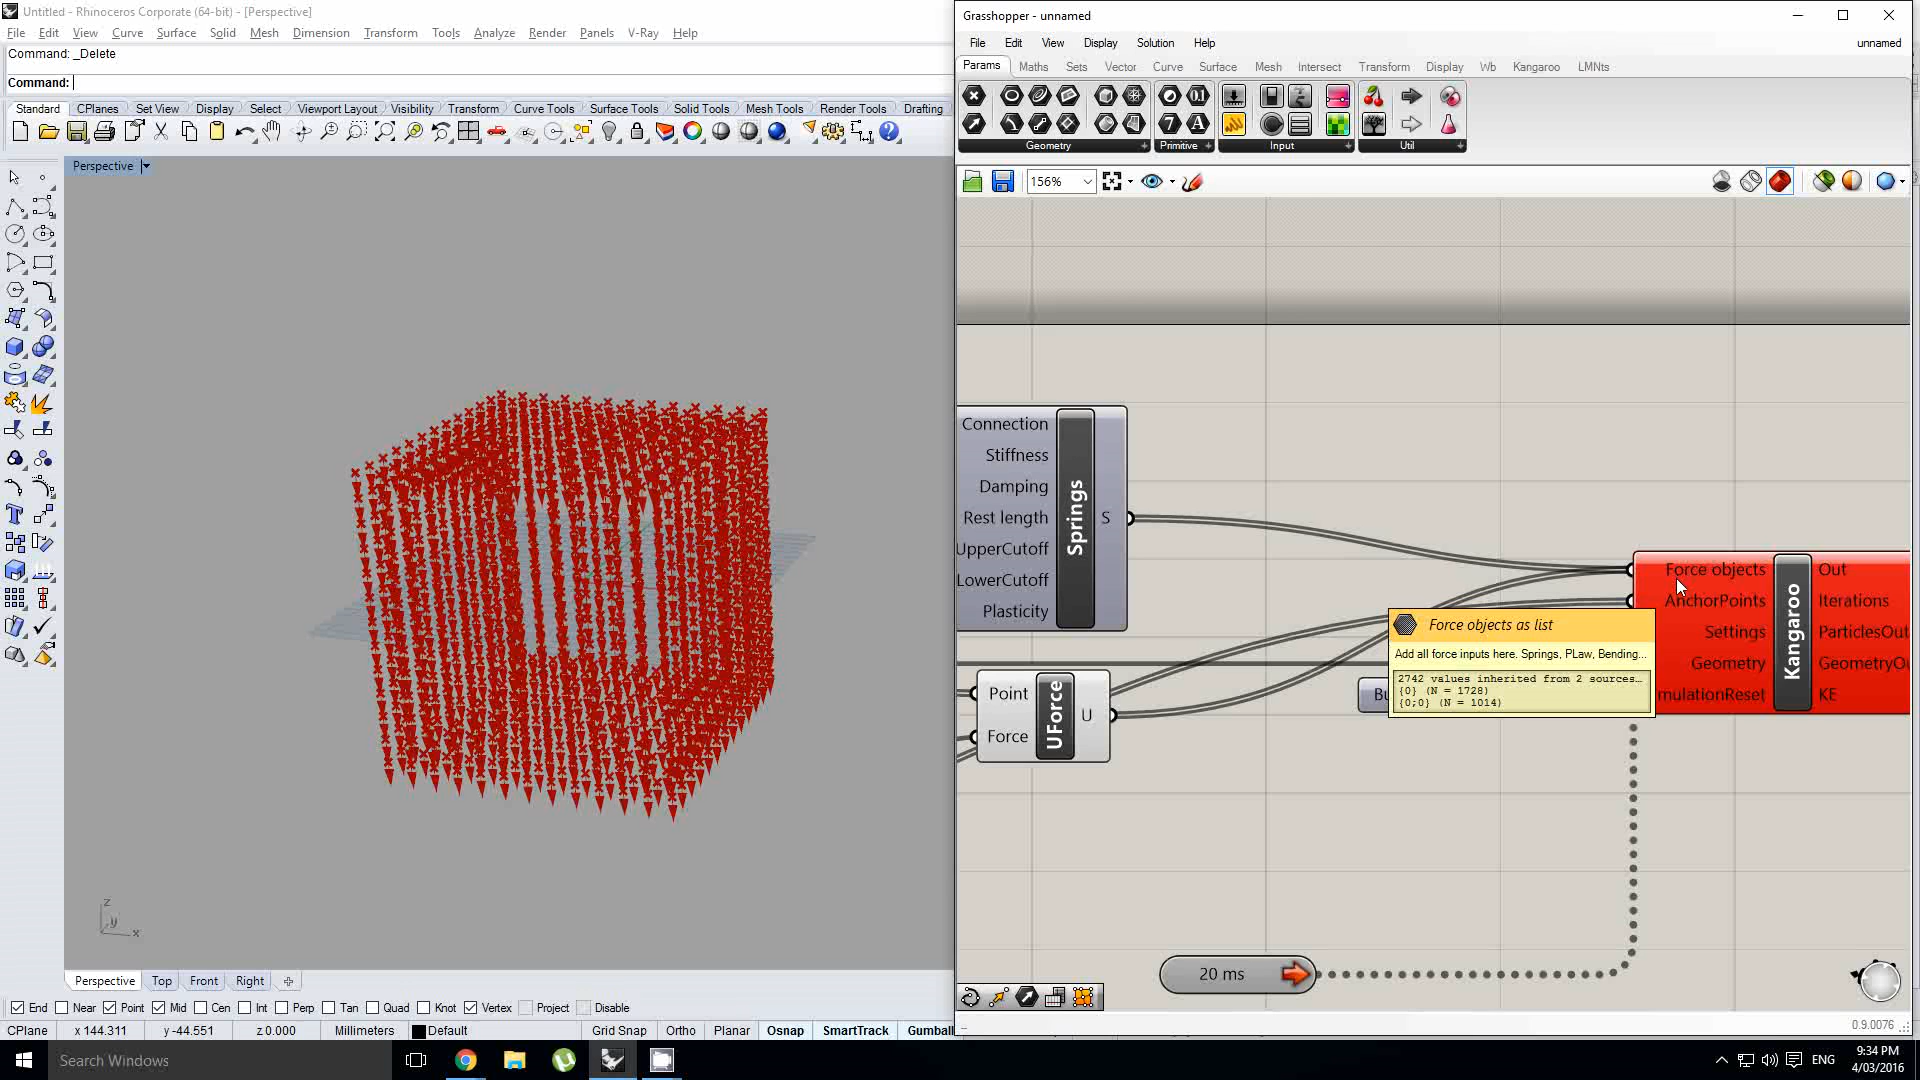 Untitled - Rhinoceros Corporate (64-bit) - [Perspective]
File Edit View Curve Surface Solid Mesh Dimension Transform Tools Analyze Render Panels V-Ray Help
Command: _Delete
Command:
Standard CPlanes Set View Display Select Viewport Layout Visibility Transform Curve Tools Surface Tools Solid Tools Mesh Tools Render Tools Drafting
Perspective
z
y
x
Perspective Top Front Right
End Near Point Mid Cen Int Perp Tan Quad Knot Vertex Project Disable
CPlane x 144.311 y -44.551 z 0.000 Millimeters Default Grid Snap Ortho Planar Osnap SmartTrack Gumball
Grasshopper - unnamed
File Edit View Display Solution Help unnamed
Params Maths Sets Vector Curve Surface Mesh Intersect Transform Display Wb Kangaroo LMNts
Geometry Primitive Input Util
156%
Connection
Stiffness
Damping
Rest length
UpperCutoff
LowerCutoff
Plasticity
Springs
S
Point
Force
UForce
U
Bu
Force objects
AnchorPoints
Settings
Geometry
mulationReset
Kangaroo
Out
Iterations
ParticlesOut
GeometryOu
KE
Force objects as list
Add all force inputs here. Springs, PLaw, Bending...
2742 values inherited from 2 sources...
{0} (N = 1728)
{0;0} (N = 1014)
20 ms
0.9.0076
Search Windows
ENG
9:34 PM
4/03/2016